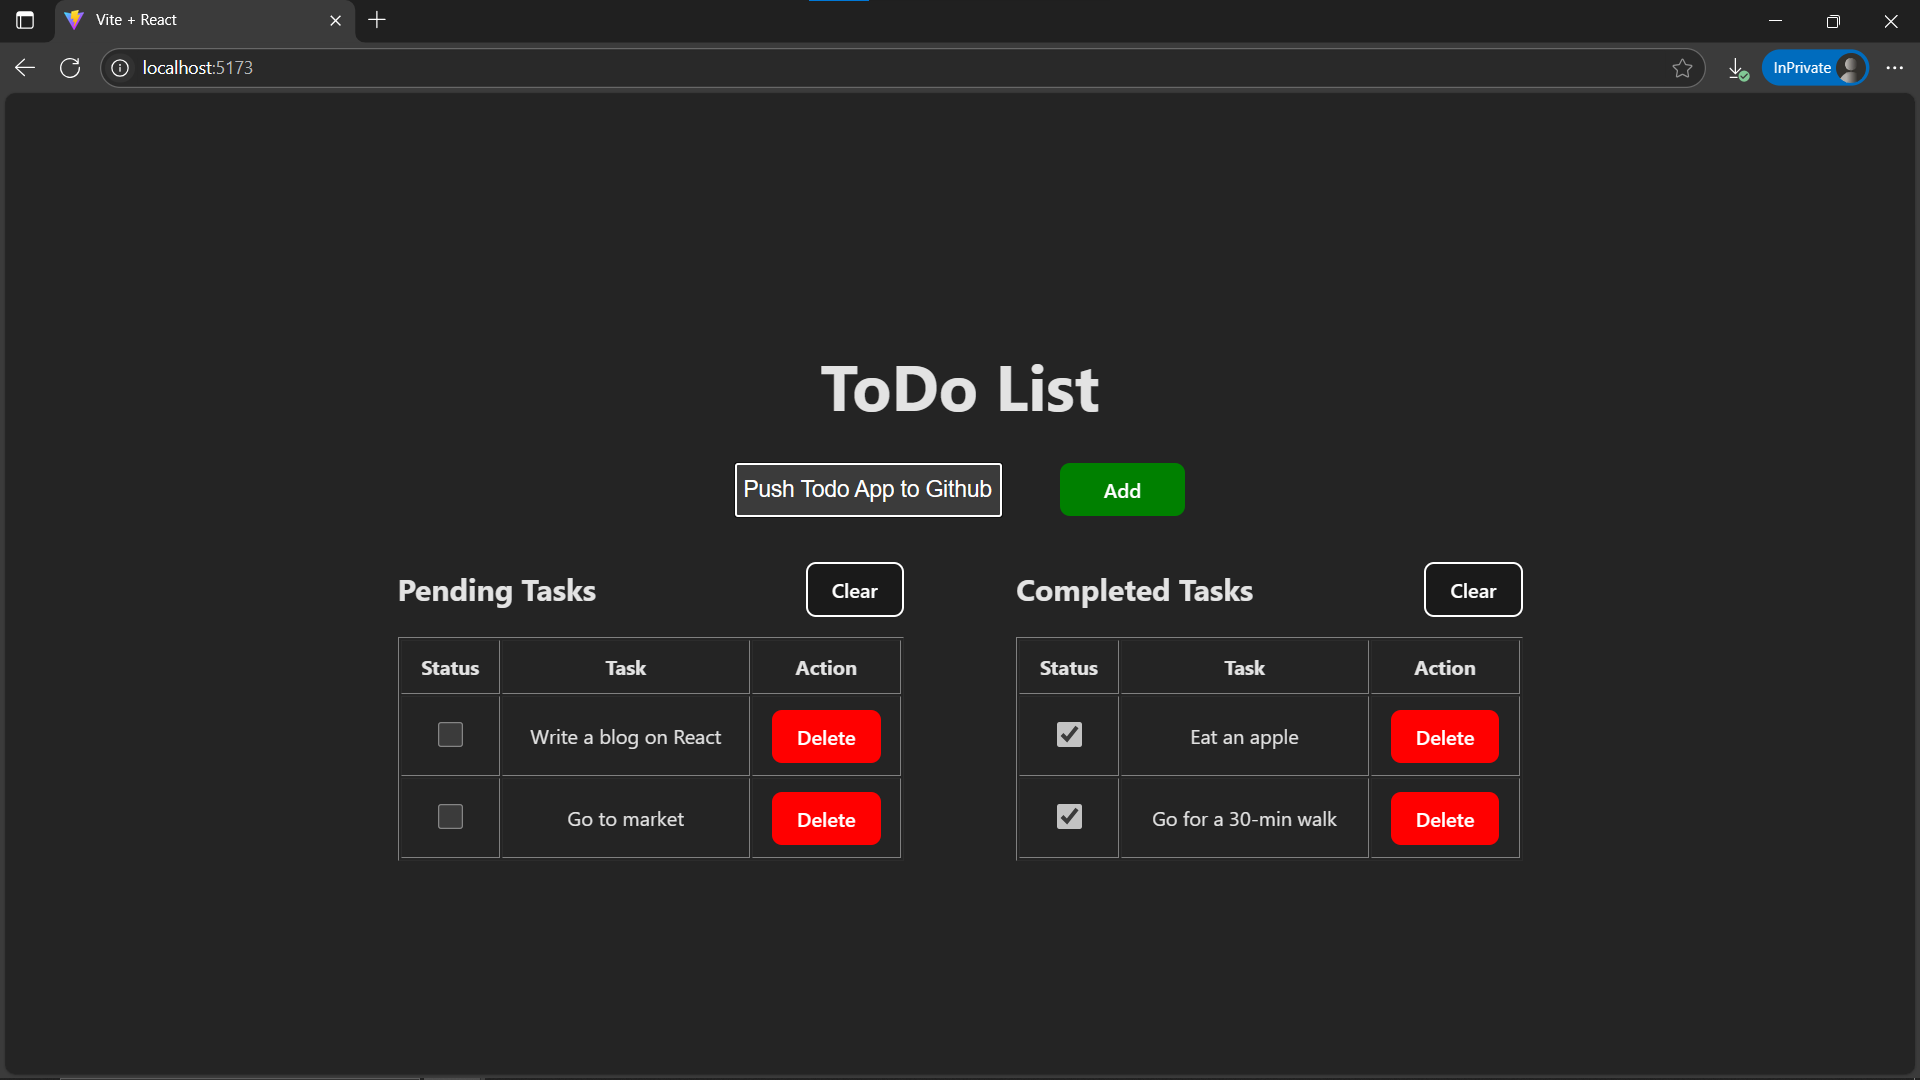 Vite + React
localhost:5173
InPrivate
ToDo List
Push Todo App to Github
Add
Pending Tasks
Clear
Status Task Action
Write a blog on React Delete
Go to market Delete
Completed Tasks
Clear
Status Task Action
Eat an apple Delete
Go for a 30-min walk Delete